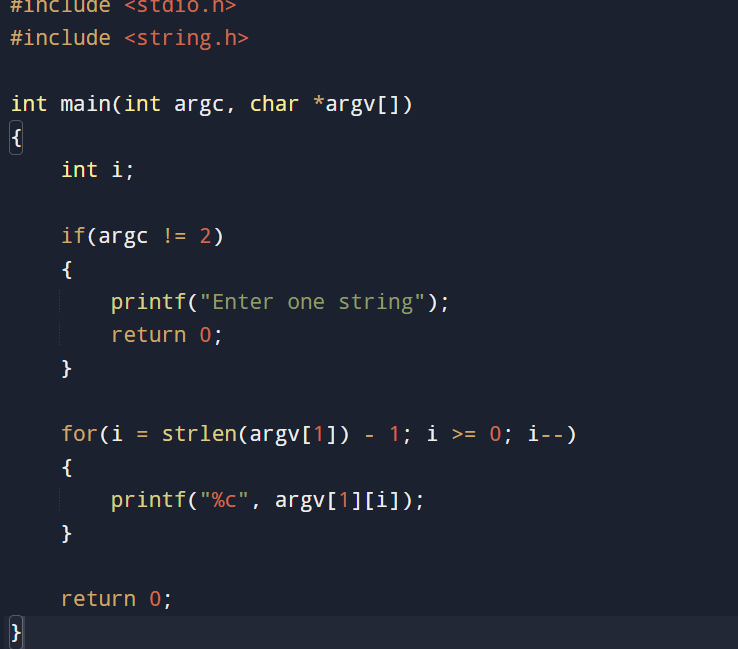 #include <stdio.h>
#include <string.h>

int main(int argc, char *argv[])
{
    int i;

    if(argc != 2)
    {
        printf("Enter one string");
        return 0;
    }

    for(i = strlen(argv[1]) - 1; i >= 0; i--)
    {
        printf("%c", argv[1][i]);
    }

    return 0;
}